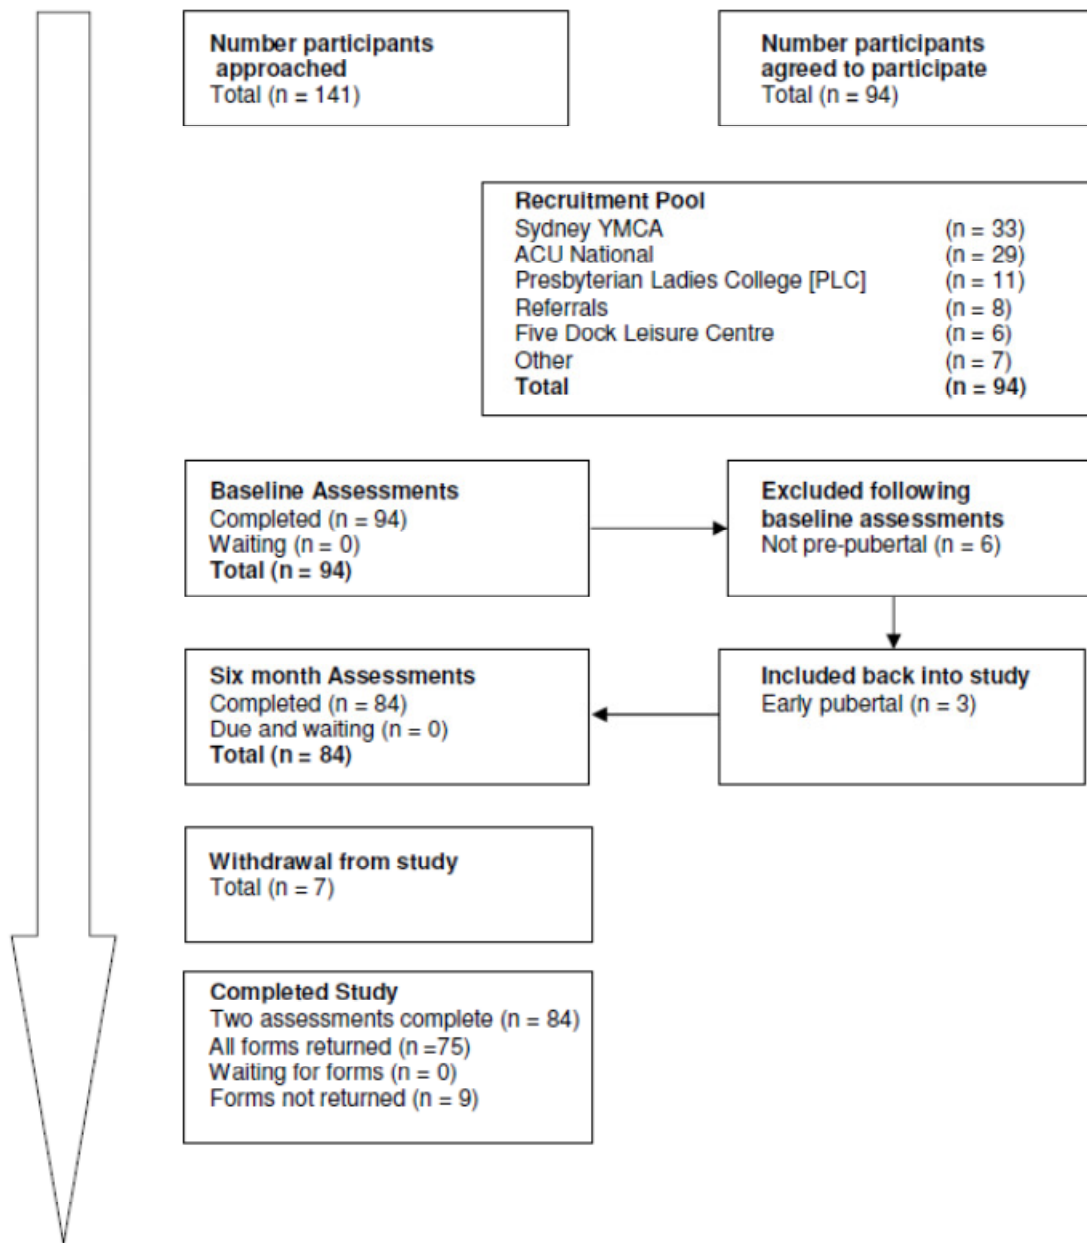 Number participants
approached
Total (n = 141)
Number participants
agreed to participate
Total (n = 94)
Recruitment Pool
Sydney YMCA (n = 33)
ACU National (n = 29)
Presbyterian Ladies College [PLC] (n = 11)
Referrals (n = 8)
Five Dock Leisure Centre (n = 6)
Other (n = 7)
Total (n = 94)
Baseline Assessments
Completed (n = 94)
Waiting (n = 0)
Total (n = 94)
Excluded following
baseline assessments
Not pre-pubertal (n = 6)
Six month Assessments
Completed (n = 84)
Due and waiting (n = 0)
Total (n = 84)
Included back into study
Early pubertal (n = 3)
Withdrawal from study
Total (n = 7)
Completed Study
Two assessments complete (n = 84)
All forms returned (n =75)
Waiting for forms (n = 0)
Forms not returned (n = 9)